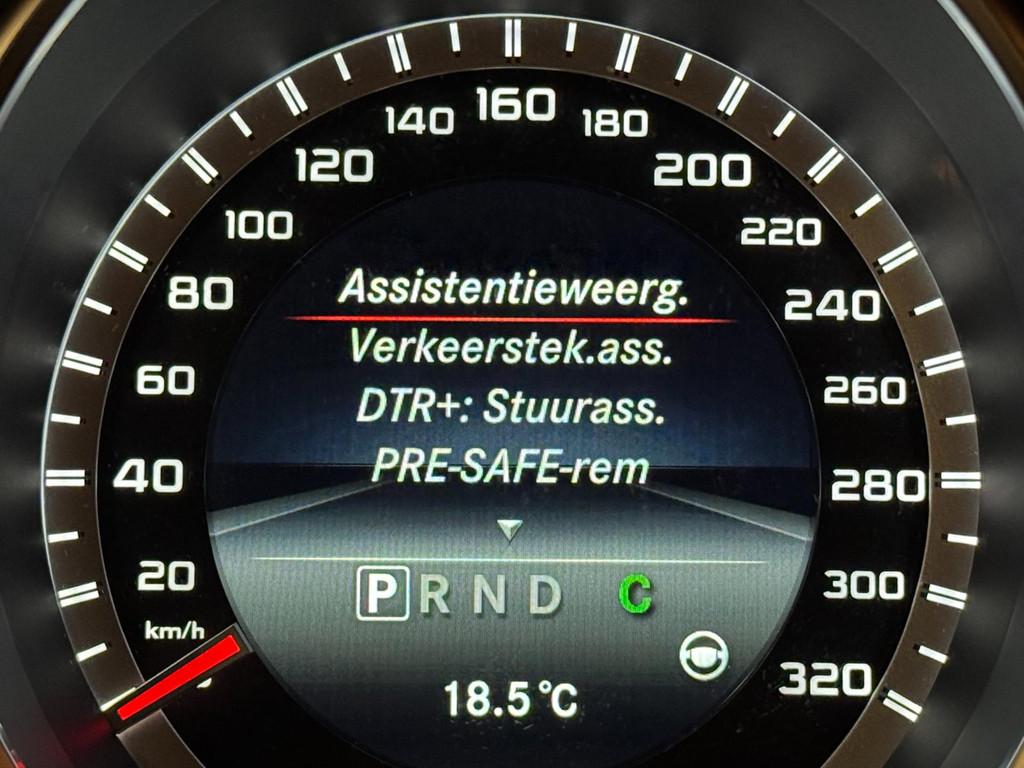 160
140 180
120 200
100 220
80 240
60 260
40 280
20 300
km/h 320
Assistentieweerg.
Verkeerstek.ass.
DTR+: Stuurass.
PRE-SAFE-rem
P R N D C
18.5°C